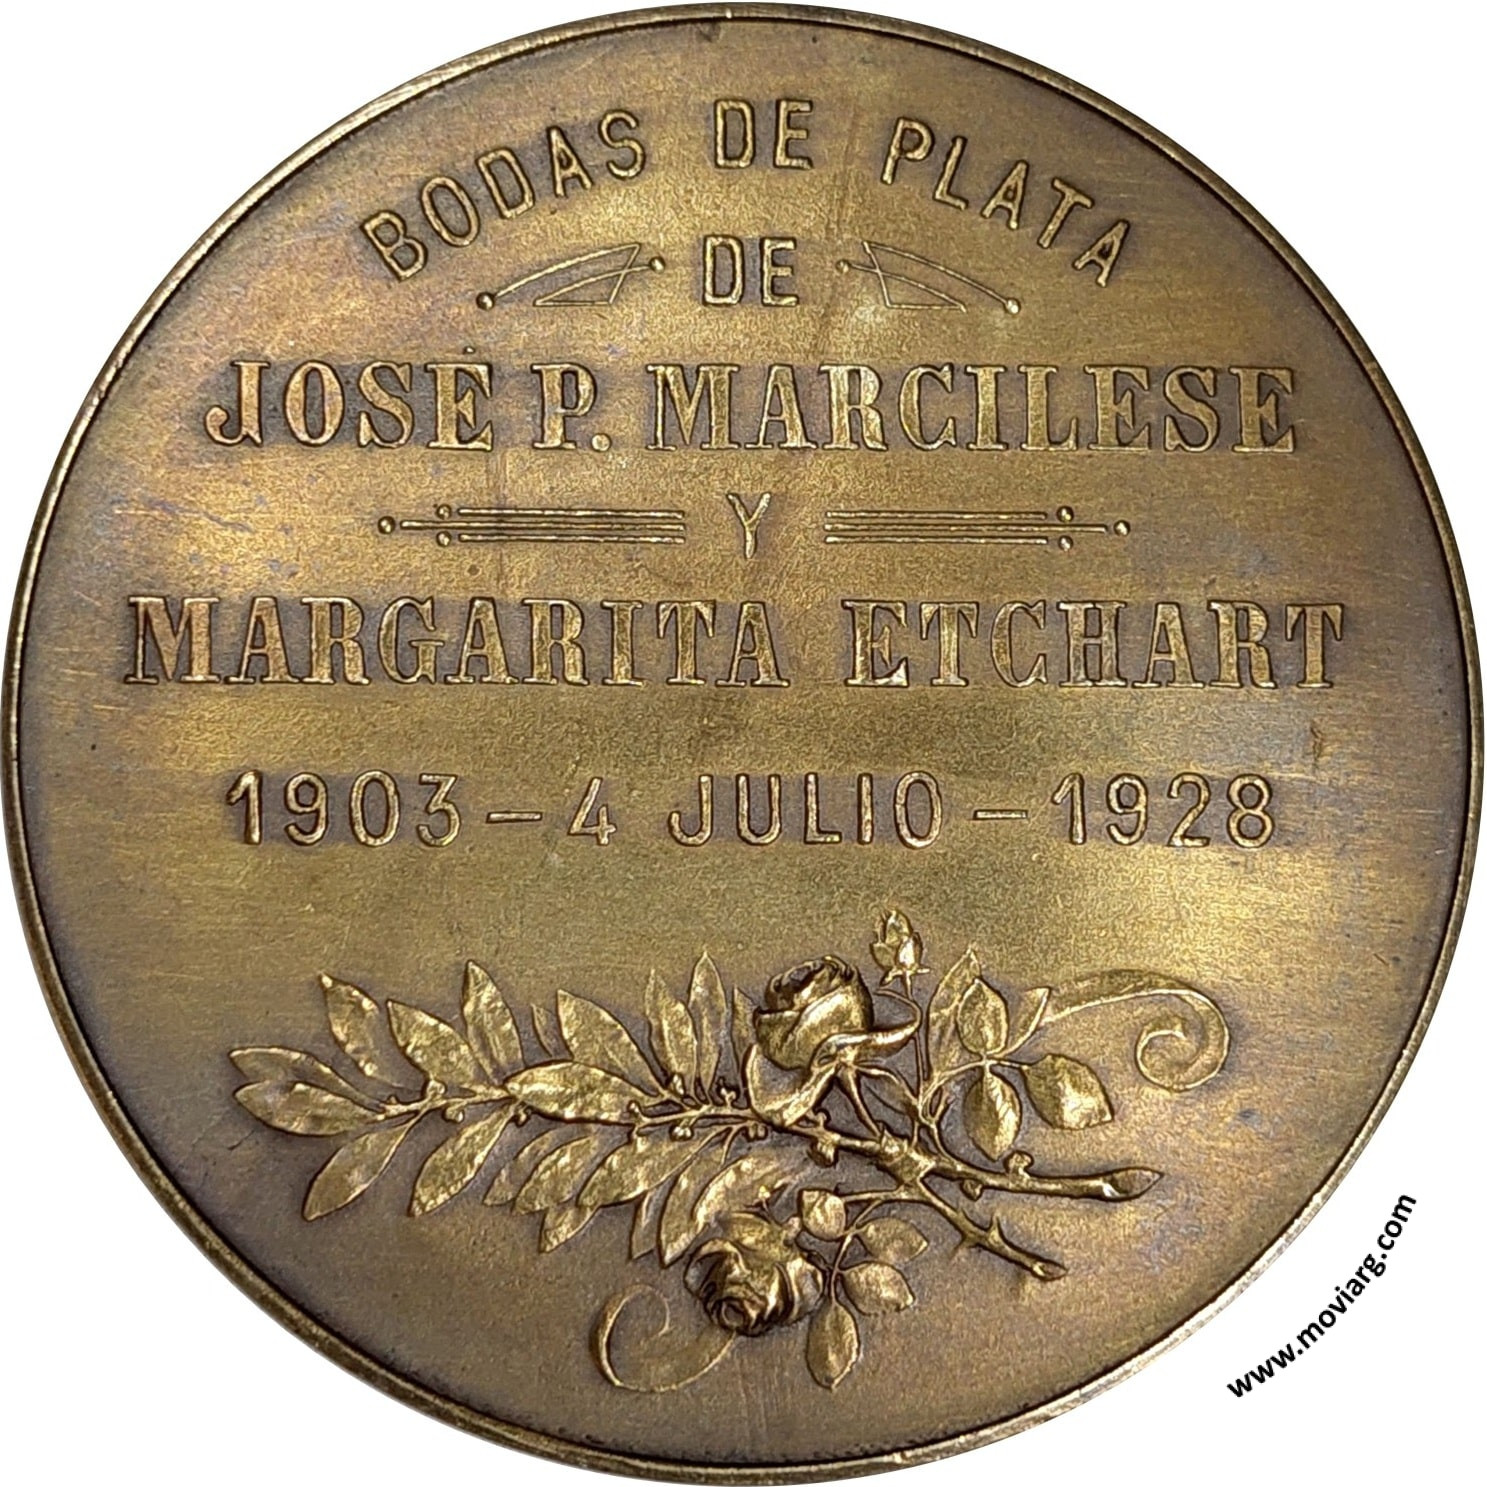 BODAS DE PLATA
DE
JOSÉ P. MARCILESE
Y
MARGARITA ETCHART
1903 – 4 JULIO – 1928
www.moviarg.com